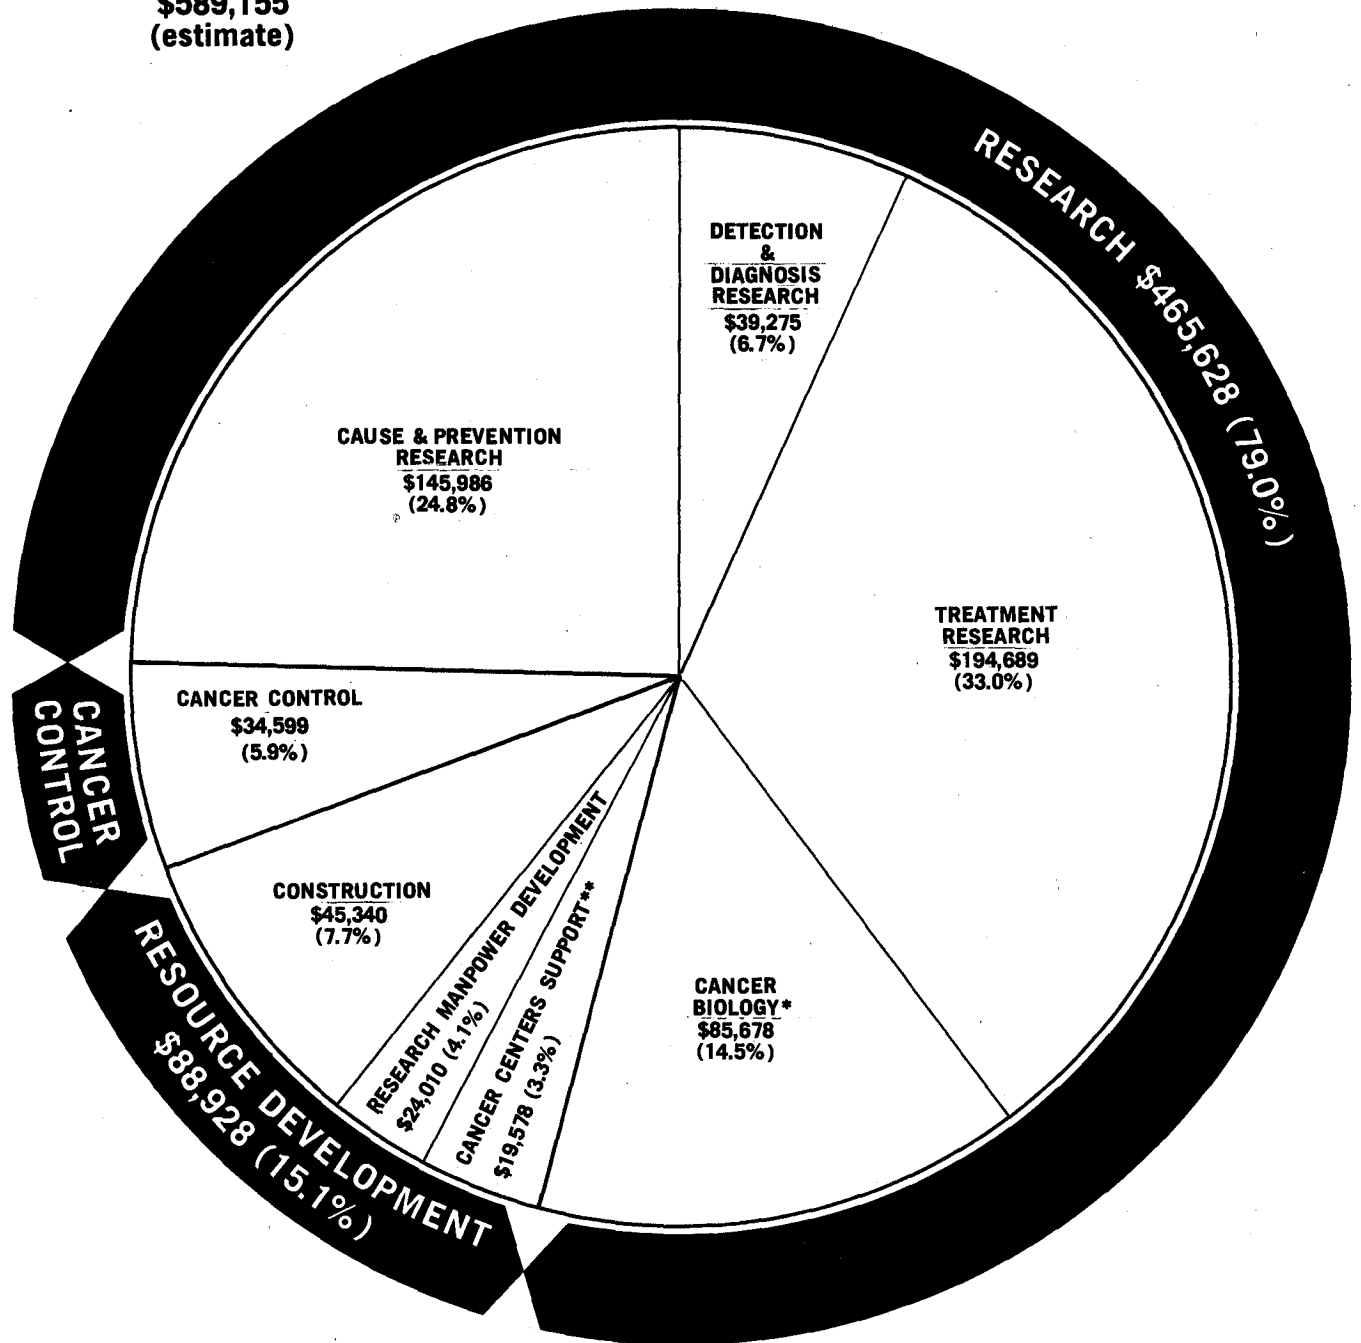 $589,155
(estimate)
RESEARCH $465,628 (79.0%)
DETECTION
&
DIAGNOSIS
RESEARCH
$39,275
(6.7%)
CAUSE & PREVENTION
RESEARCH
$145,986
(24.8%)
TREATMENT
RESEARCH
$194,689
(33.0%)
CANCER CONTROL
$34,599
(5.9%)
CANCER
CONTROL
CONSTRUCTION
$45,340
(7.7%)
RESEARCH MANPOWER DEVELOPMENT
$24,010 (4.1%)
CANCER CENTERS SUPPORT**
$19,578 (3.3%)
CANCER
BIOLOGY*
$85,678
(14.5%)
RESOURCE DEVELOPMENT
$88,928 (15.1%)